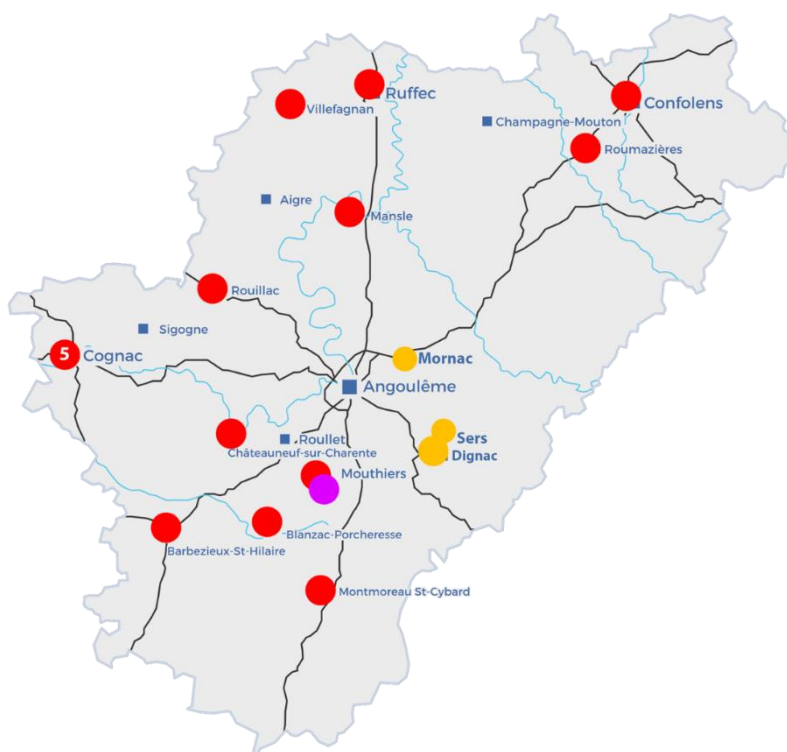 Ruffec
Villefagnan
Confolens
Champagne-Mouton
Roumazières
Aigre
Mansle
Rouillac
Sigogne
5
Cognac
Mornac
Angoulême
Sers
Dignac
Roullet
Châteauneuf-sur-Charente
Mouthiers
Blanzac-Porcheresse
Barbezieux-St-Hilaire
Montmoreau St-Cybard